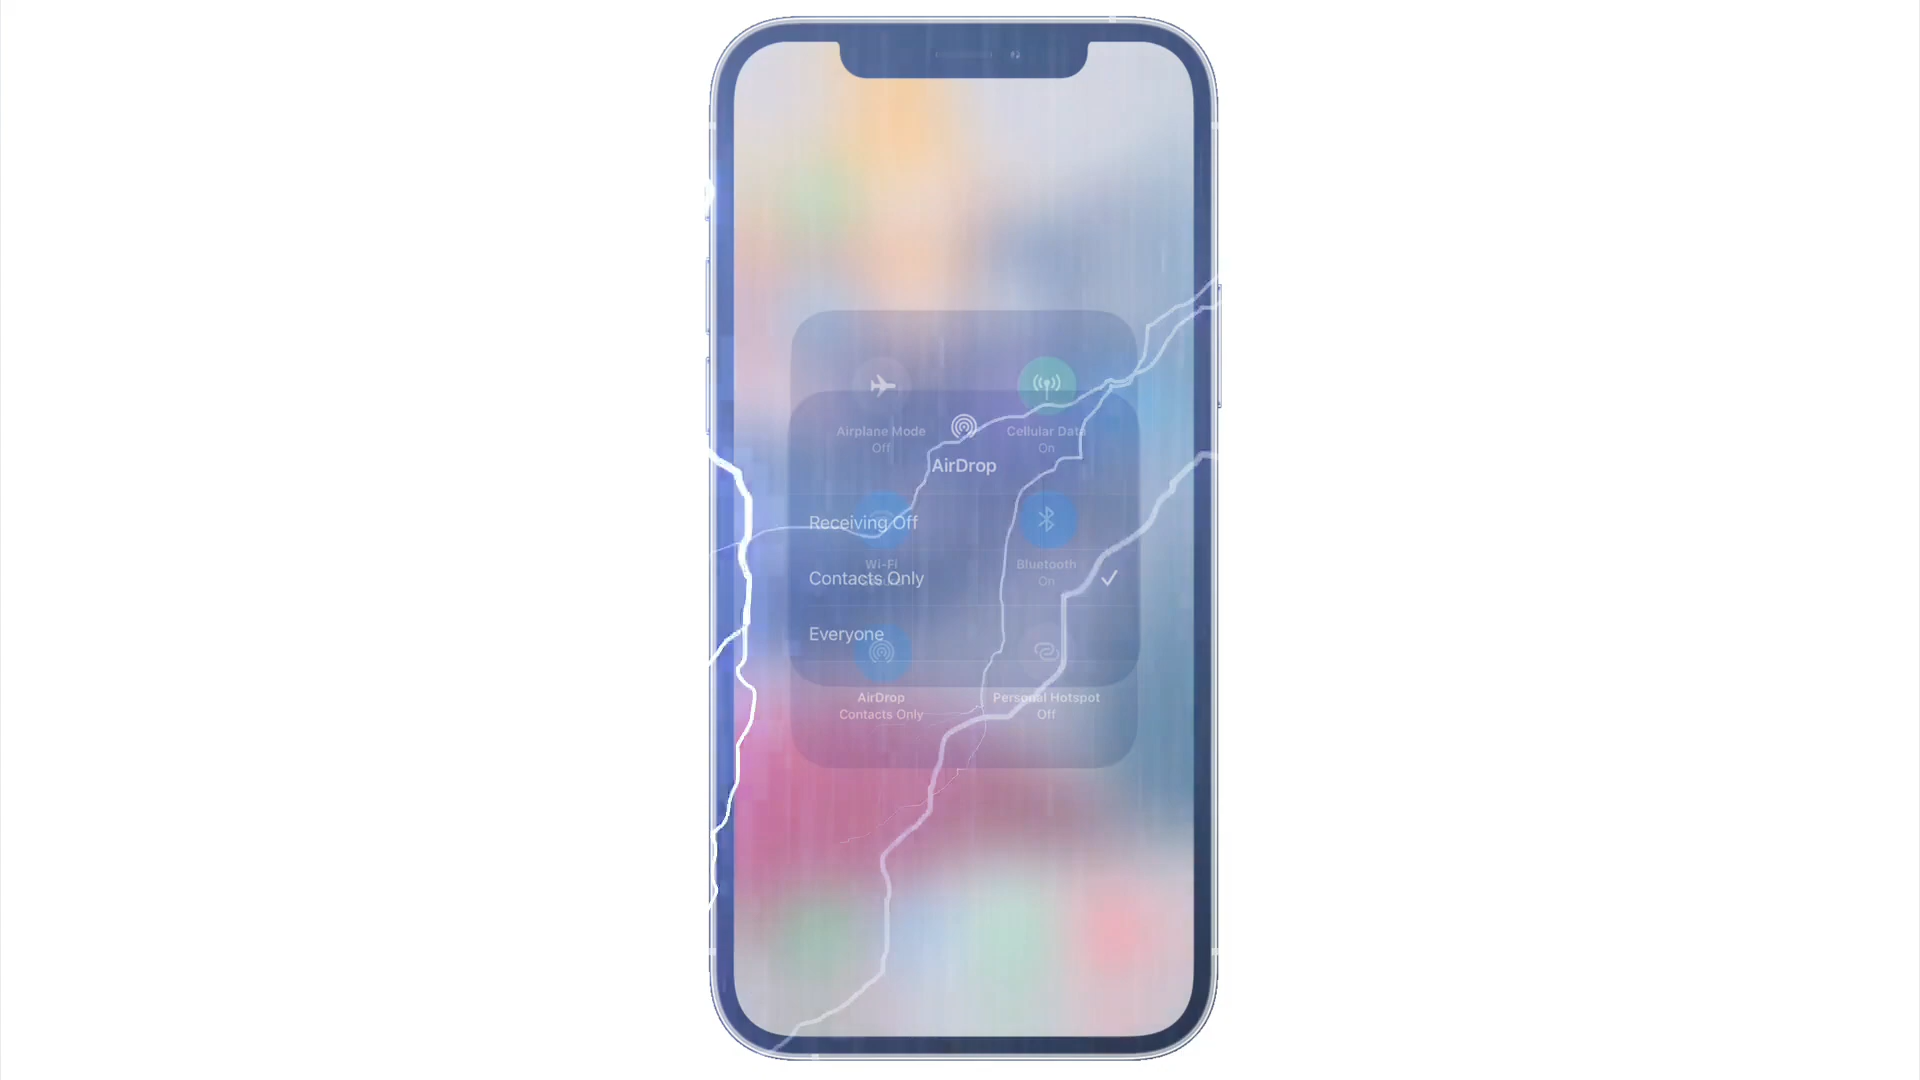 Airplane Mode
Off
Cellular Data
On
AirDrop
Receiving Off
Wi-Fi
Bluetooth
On
Contacts Only
Everyone
AirDrop
Contacts Only
Personal Hotspot
Off